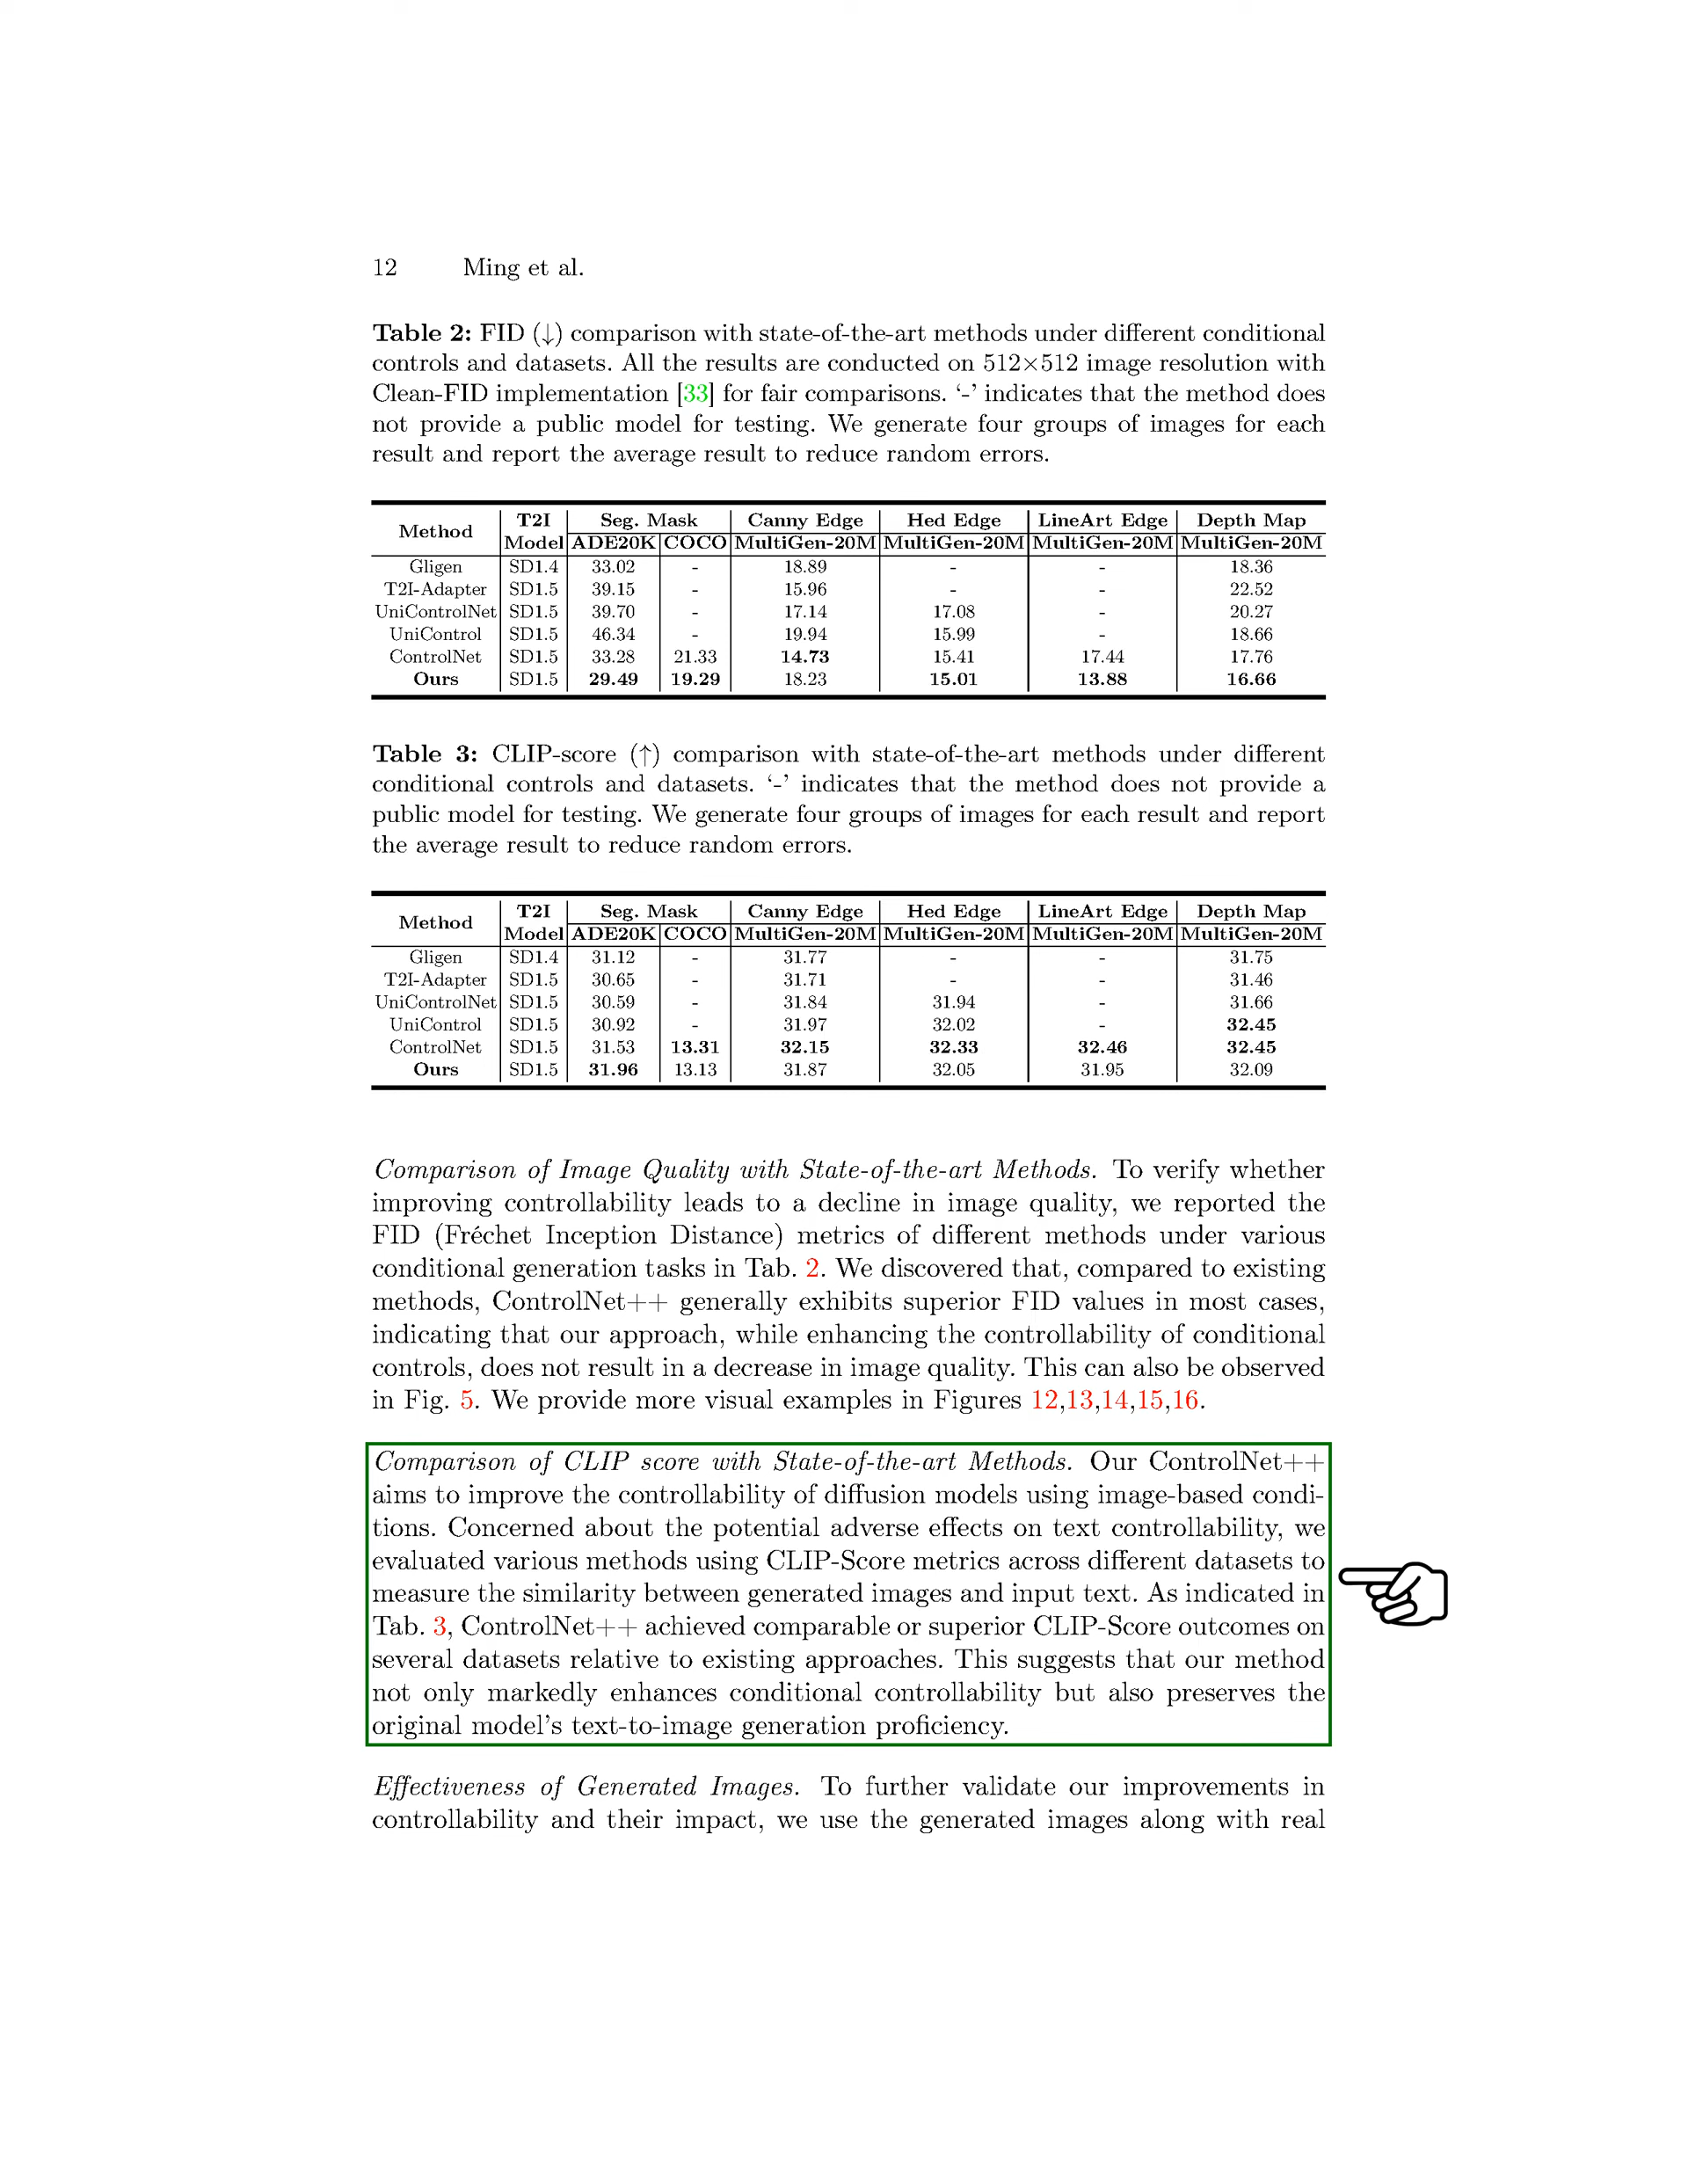 12 Ming et al.
Table 2: FID (↓) comparison with state-of-the-art methods under different conditional
controls and datasets. All the results are conducted on 512×512 image resolution with
Clean-FID implementation [33] for fair comparisons. ‘-’ indicates that the method does
not provide a public model for testing. We generate four groups of images for each
result and report the average result to reduce random errors.
Method T2I Seg. Mask Canny Edge Hed Edge LineArt Edge Depth Map
Model ADE20K COCO MultiGen-20M MultiGen-20M MultiGen-20M MultiGen-20M
Gligen SD1.4 33.02 - 18.89 - - 18.36
T2I-Adapter SD1.5 39.15 - 15.96 - - 22.52
UniControlNet SD1.5 39.70 - 17.14 17.08 - 20.27
UniControl SD1.5 46.34 - 19.94 15.99 - 18.66
ControlNet SD1.5 33.28 21.33 14.73 15.41 17.44 17.76
Ours SD1.5 29.49 19.29 18.23 15.01 13.88 16.66
Table 3: CLIP-score (↑) comparison with state-of-the-art methods under different
conditional controls and datasets. ‘-’ indicates that the method does not provide a
public model for testing. We generate four groups of images for each result and report
the average result to reduce random errors.
Method T2I Seg. Mask Canny Edge Hed Edge LineArt Edge Depth Map
Model ADE20K COCO MultiGen-20M MultiGen-20M MultiGen-20M MultiGen-20M
Gligen SD1.4 31.12 - 31.77 - - 31.75
T2I-Adapter SD1.5 30.65 - 31.71 - - 31.46
UniControlNet SD1.5 30.59 - 31.84 31.94 - 31.66
UniControl SD1.5 30.92 - 31.97 32.02 - 32.45
ControlNet SD1.5 31.53 13.31 32.15 32.33 32.46 32.45
Ours SD1.5 31.96 13.13 31.87 32.05 31.95 32.09
Comparison of Image Quality with State-of-the-art Methods. To verify whether
improving controllability leads to a decline in image quality, we reported the
FID (Fréchet Inception Distance) metrics of different methods under various
conditional generation tasks in Tab. 2. We discovered that, compared to existing
methods, ControlNet++ generally exhibits superior FID values in most cases,
indicating that our approach, while enhancing the controllability of conditional
controls, does not result in a decrease in image quality. This can also be observed
in Fig. 5. We provide more visual examples in Figures 12,13,14,15,16.
Comparison of CLIP score with State-of-the-art Methods. Our ControlNet++
aims to improve the controllability of diffusion models using image-based condi-
tions. Concerned about the potential adverse effects on text controllability, we
evaluated various methods using CLIP-Score metrics across different datasets to
measure the similarity between generated images and input text. As indicated in
Tab. 3, ControlNet++ achieved comparable or superior CLIP-Score outcomes on
several datasets relative to existing approaches. This suggests that our method
not only markedly enhances conditional controllability but also preserves the
original model’s text-to-image generation proficiency.
Effectiveness of Generated Images. To further validate our improvements in
controllability and their impact, we use the generated images along with real